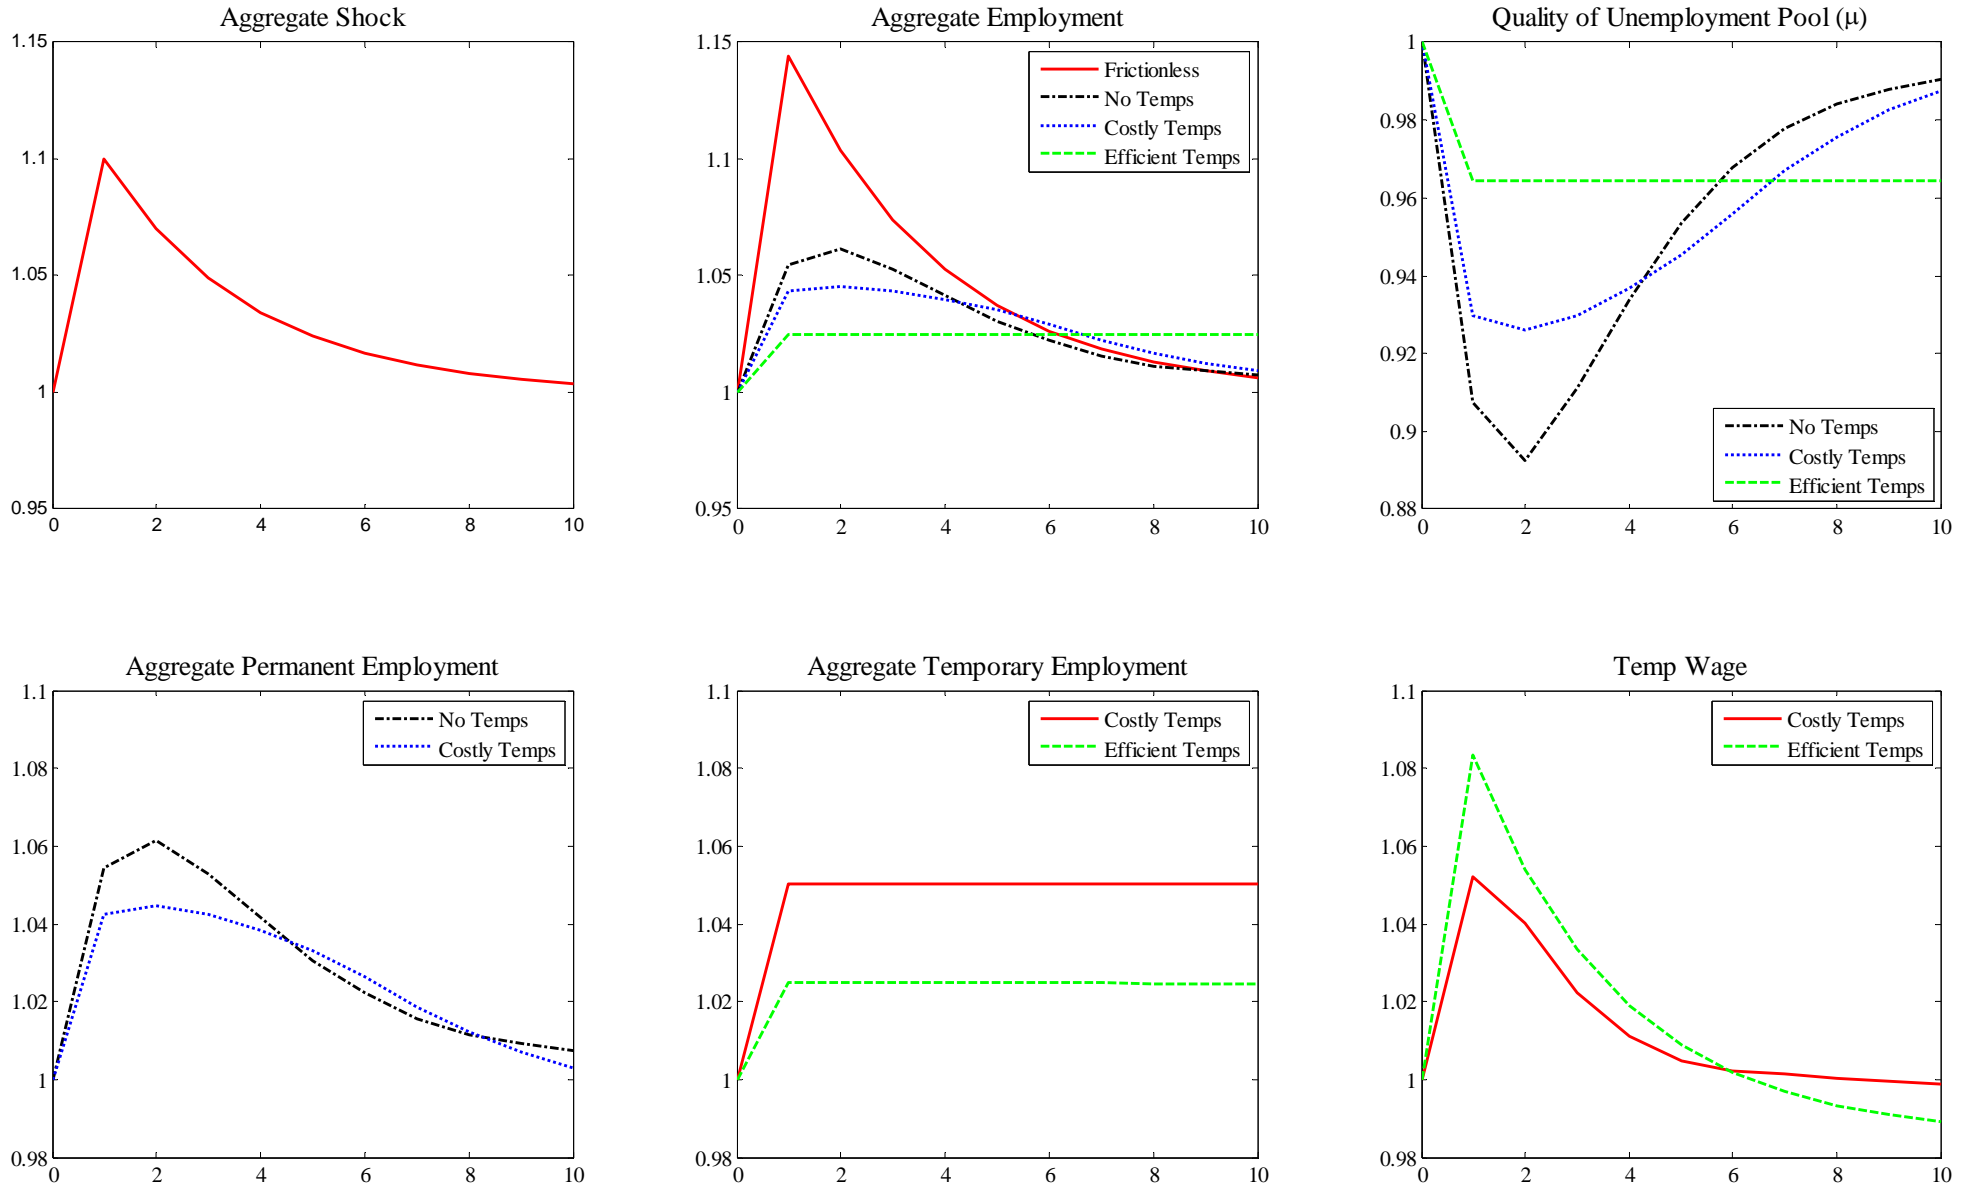 Aggregate Shock
1.15
1.1
1.05
1
0.95
0 2 4 6 8 10
Aggregate Employment
1.15
1.1
1.05
1
0.95
0 2 4 6 8 10
Frictionless
No Temps
Costly Temps
Efficient Temps
Quality of Unemployment Pool (μ)
1
0.98
0.96
0.94
0.92
0.9
0.88
0 2 4 6 8 10
No Temps
Costly Temps
Efficient Temps
Aggregate Permanent Employment
1.1
1.08
1.06
1.04
1.02
1
0.98
0 2 4 6 8 10
No Temps
Costly Temps
Aggregate Temporary Employment
1.1
1.08
1.06
1.04
1.02
1
0.98
0 2 4 6 8 10
Costly Temps
Efficient Temps
Temp Wage
1.1
1.08
1.06
1.04
1.02
1
0.98
0 2 4 6 8 10
Costly Temps
Efficient Temps